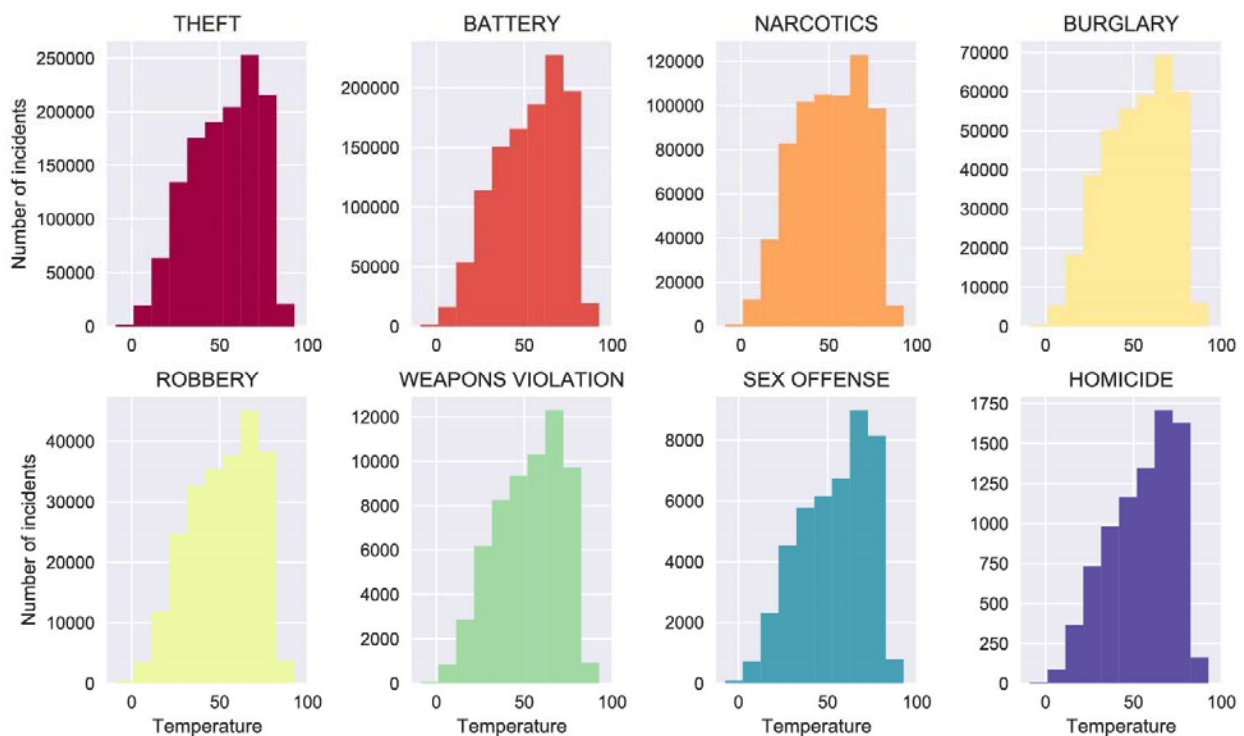 THEFT
BATTERY
NARCOTICS
BURGLARY
Number of incidents
250000
200000
150000
100000
50000
0
0 50 100
200000
150000
100000
50000
0
0 50 100
120000
100000
80000
60000
40000
20000
0
0 50 100
70000
60000
50000
40000
30000
20000
10000
0
0 50 100
ROBBERY
WEAPONS VIOLATION
SEX OFFENSE
HOMICIDE
Number of incidents
40000
30000
20000
10000
0
0 50 100
Temperature
12000
10000
8000
6000
4000
2000
0
0 50 100
Temperature
8000
6000
4000
2000
0
0 50 100
Temperature
1750
1500
1250
1000
750
500
250
0
0 50 100
Temperature